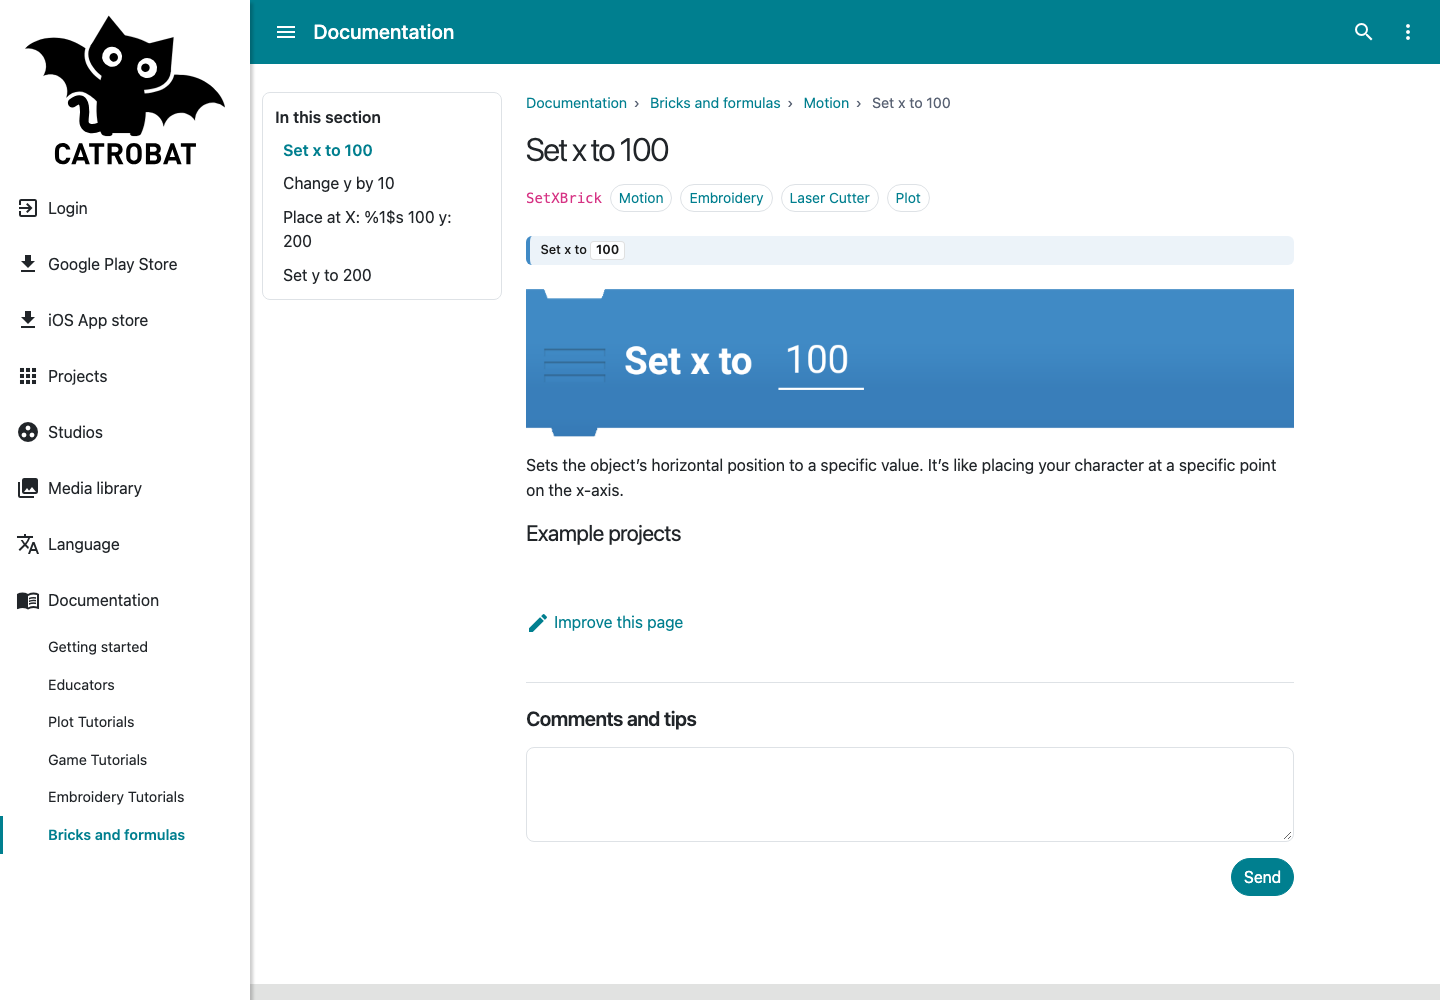 CATROBAT
Login
Google Play Store
iOS App store
Projects
Studios
Media library
Language
Documentation
Getting started
Educators
Plot Tutorials
Game Tutorials
Embroidery Tutorials
Bricks and formulas
Documentation
In this section
Set x to 100
Change y by 10
Place at X: %1$s 100 y:
200
Set y to 200
Documentation › Bricks and formulas › Motion › Set x to 100
Set x to 100
SetXBrick Motion Embroidery Laser Cutter Plot
Set x to 100
Set x to 100
Sets the object’s horizontal position to a specific value. It’s like placing your character at a specific point
on the x-axis.
Example projects
Improve this page
Comments and tips
Send